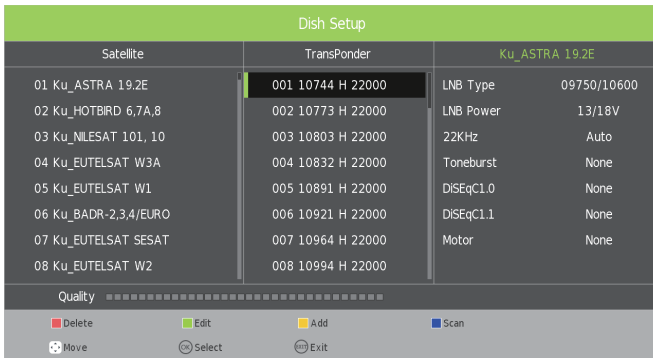 Dish Setup
Satellite TransPonder Ku_ASTRA 19.2E
01 Ku_ASTRA 19.2E 001 10744 H 22000 LNB Type 09750/10600
02 Ku_HOTBIRD 6,7A,8 002 10773 H 22000 LNB Power 13/18V
03 Ku_NILESAT 101, 10 003 10803 H 22000 22KHz Auto
04 Ku_EUTELSAT W3A 004 10832 H 22000 Toneburst None
05 Ku_EUTELSAT W1 005 10891 H 22000 DiSEqC1.0 None
06 Ku_BADR-2,3,4/EURO 006 10921 H 22000 DiSEqC1.1 None
07 Ku_EUTELSAT SESAT 007 10964 H 22000 Motor None
08 Ku_EUTELSAT W2 008 10994 H 22000
Quality
Delete Edit Add Scan
Move OK Select EXIT Exit